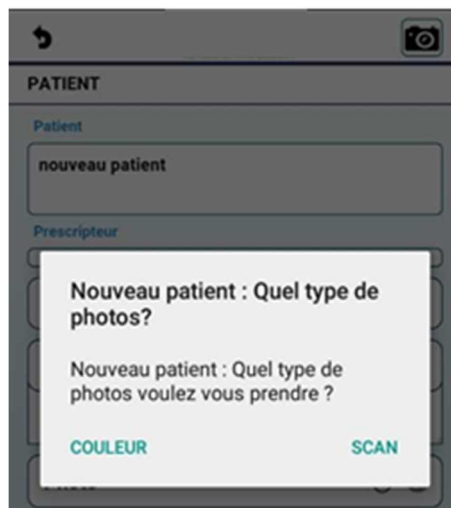 PATIENT
Patient
nouveau patient
Prescripteur
Nouveau patient : Quel type de
photos?
Nouveau patient : Quel type de
photos voulez vous prendre ?
COULEUR SCAN